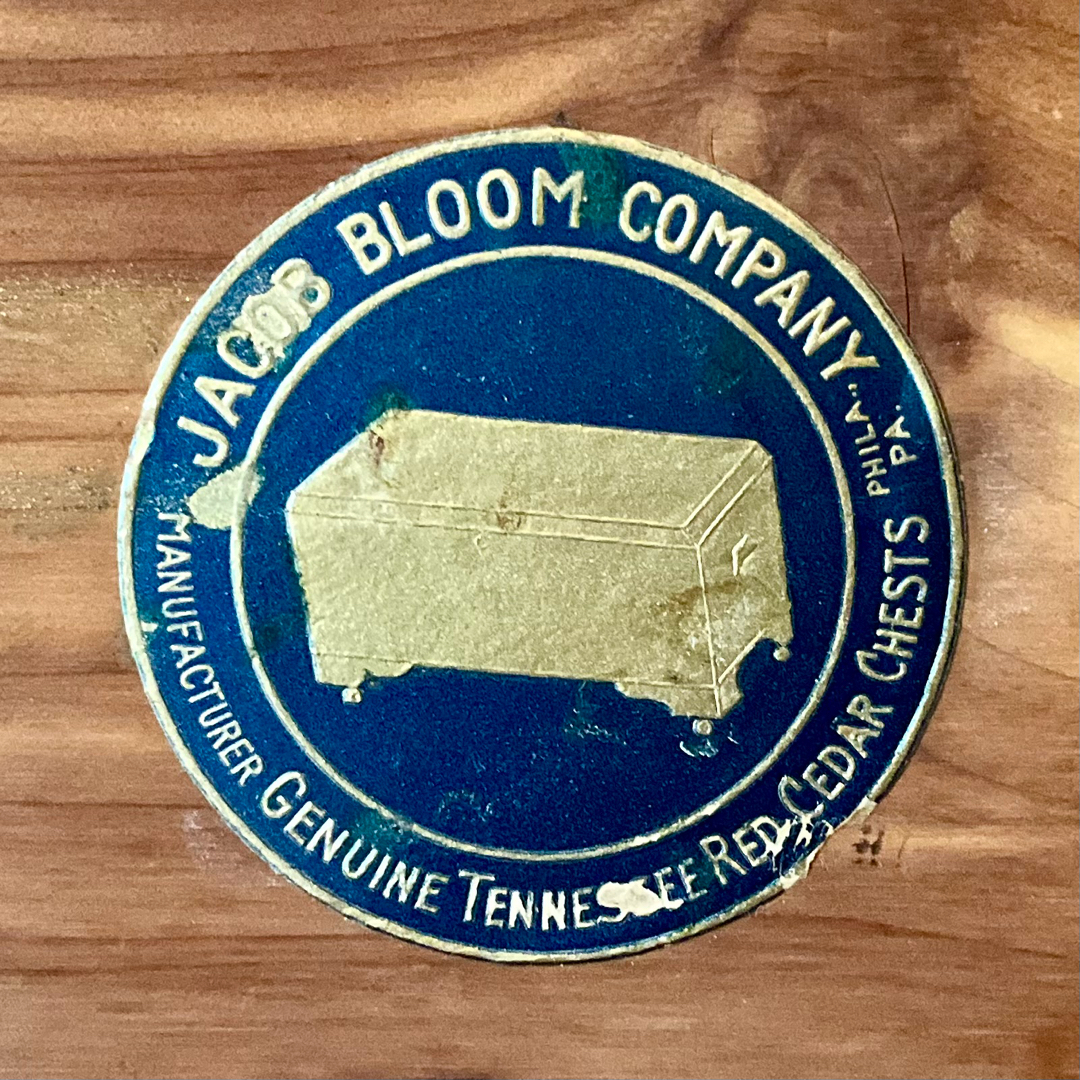 JACOB BLOOM COMPANY
PHILA., PA.
MANUFACTURER GENUINE TENNESSEE RED CEDAR CHESTS